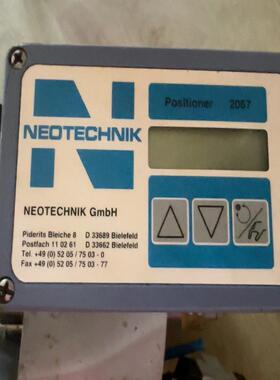 Positioner 2057
NEOTECHNIK
NEOTECHNIK GmbH
Piderits Bleiche 8 D 33689 Bielefeld
Postfach 11 02 61 D 33662 Bielefeld
Tel. +49 (0) 52 05 / 75 03 - 0
Fax +49 (0) 52 05 / 75 03 - 77